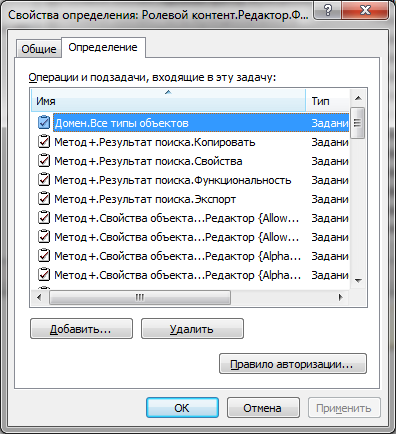 Свойства определения: Ролевой контент.Редактор.Ф...
Общие
Определение
Операции и подзадачи, входящие в эту задачу:
Имя Тип
Домен.Все типы объектов Задани
Метод+.Результат поиска.Копировать Задани
Метод+.Результат поиска.Свойства Задани
Метод+.Результат поиска.Функциональность Задани
Метод+.Результат поиска.Экспорт Задани
Метод+.Свойства объекта...Редактор {Allow... Задани
Метод+.Свойства объекта...Редактор {Allow... Задани
Метод+.Свойства объекта...Редактор {Alpha... Задани
Метод+.Свойства объекта...Редактор {Alpha... Задани
Добавить... Удалить
Правило авторизации...
OK Отмена Применить